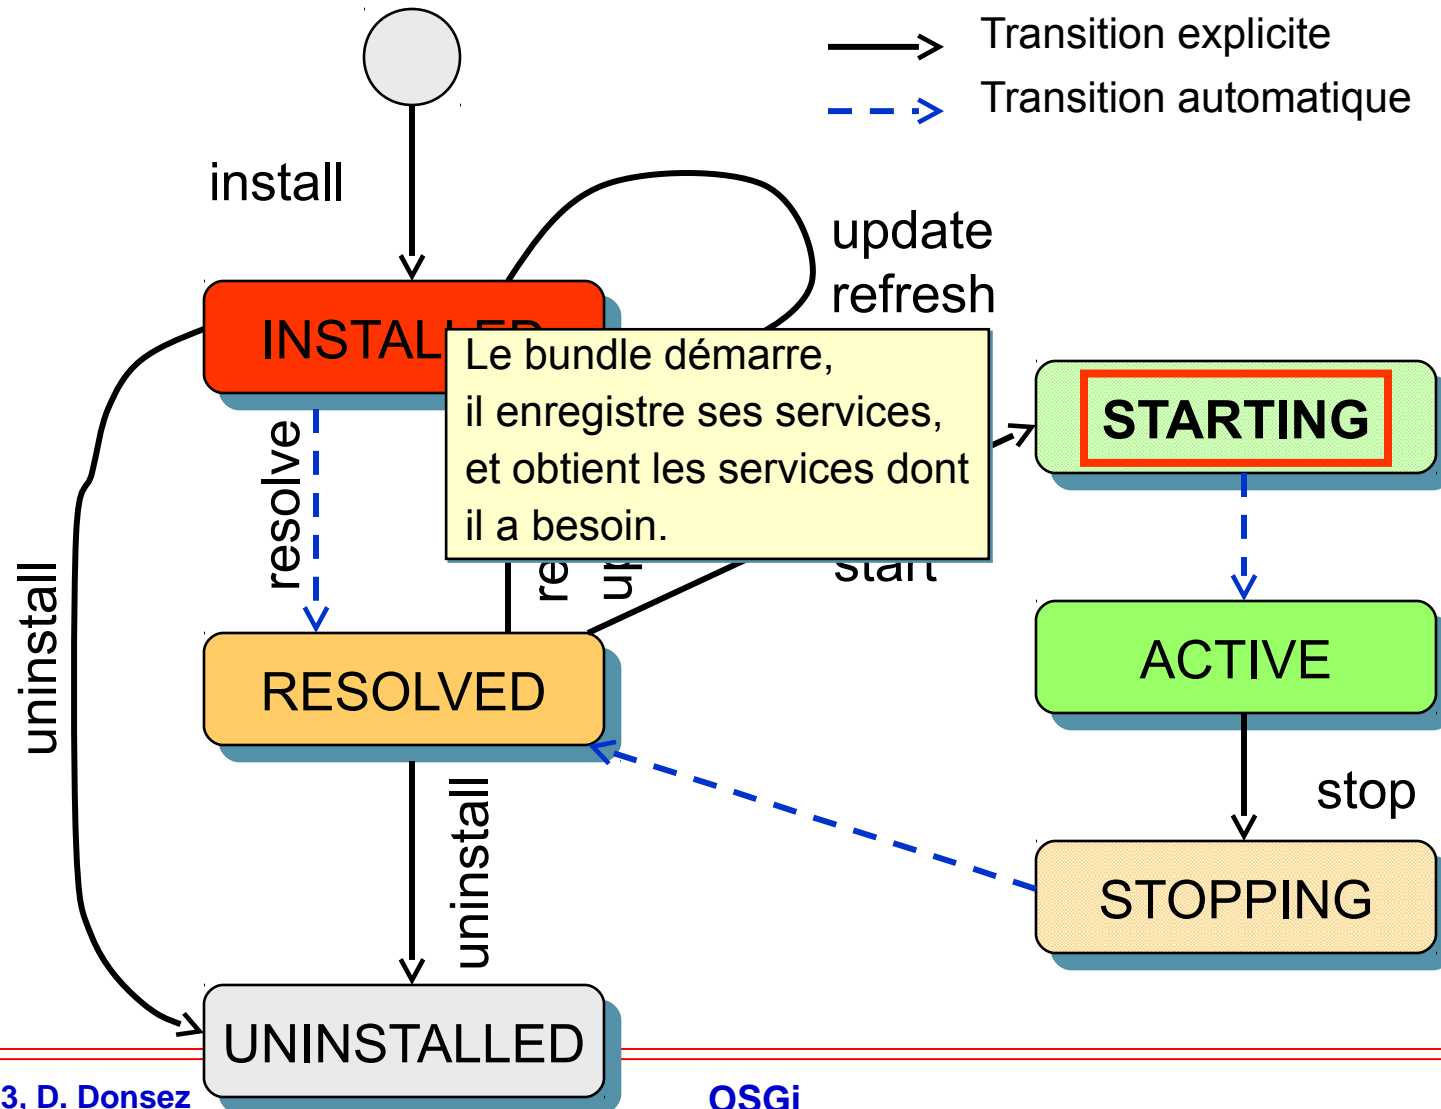 Transition explicite
Transition automatique
install
update
refresh
Le bundle démarre,
il enregistre ses services,
et obtient les services dont
il a besoin.
STARTING
resolve
start
uninstall
RESOLVED
ACTIVE
uninstall
stop
STOPPING
UNINSTALLED
3, D. Donsez
OSGi